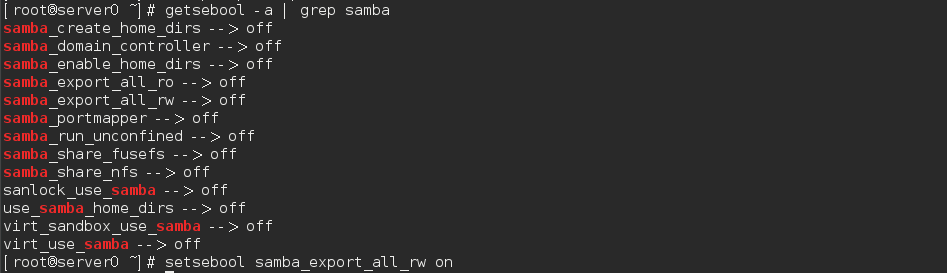 [root@server0 ~]# getsebool -a | grep samba
samba_create_home_dirs --> off
samba_domain_controller --> off
samba_enable_home_dirs --> off
samba_export_all_ro --> off
samba_export_all_rw --> off
samba_portmapper --> off
samba_run_unconfined --> off
samba_share_fusefs --> off
samba_share_nfs --> off
sanlock_use_samba --> off
use_samba_home_dirs --> off
virt_sandbox_use_samba --> off
virt_use_samba --> off
[root@server0 ~]# setsebool samba_export_all_rw on